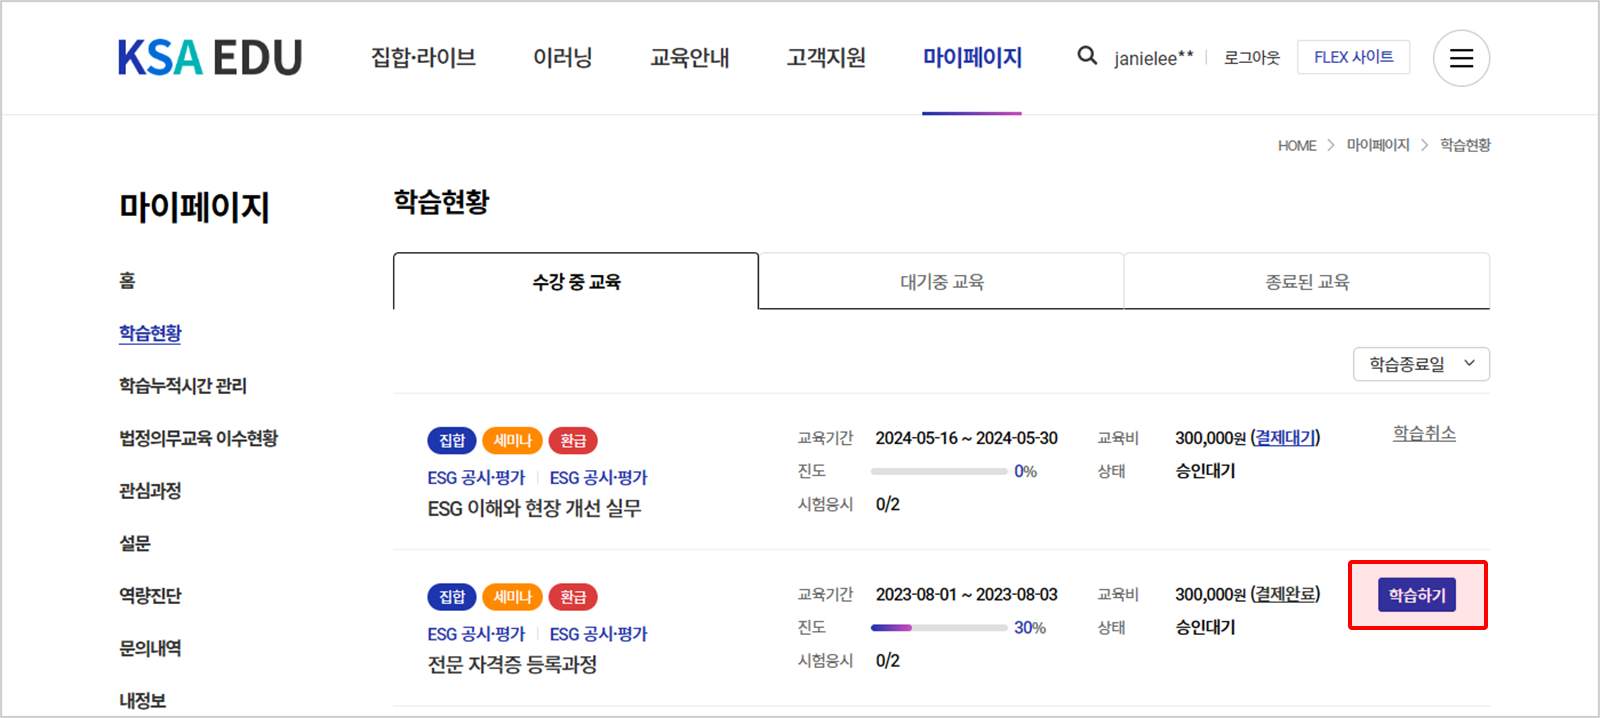 KSA EDU 집합·라이브 이러닝 교육안내 고객지원 마이페이지 janielee** 로그아웃 FLEX 사이트
HOME > 마이페이지 > 학습현황
마이페이지
홈
학습현황
학습누적시간 관리
법정의무교육 이수현황
관심과정
설문
역량진단
문의내역
내정보
학습현황
수강 중 교육 대기중 교육 종료된 교육
학습종료일
집합 세미나 환급
ESG 공시·평가 ESG 공시·평가
ESG 이해와 현장 개선 실무
교육기간 2024-05-16 ~ 2024-05-30
진도 0%
시험응시 0/2
교육비 300,000원 (결제대기)
상태 승인대기
학습취소
집합 세미나 환급
ESG 공시·평가 ESG 공시·평가
전문 자격증 등록과정
교육기간 2023-08-01 ~ 2023-08-03
진도 30%
시험응시 0/2
교육비 300,000원 (결제완료)
상태 승인대기
학습하기